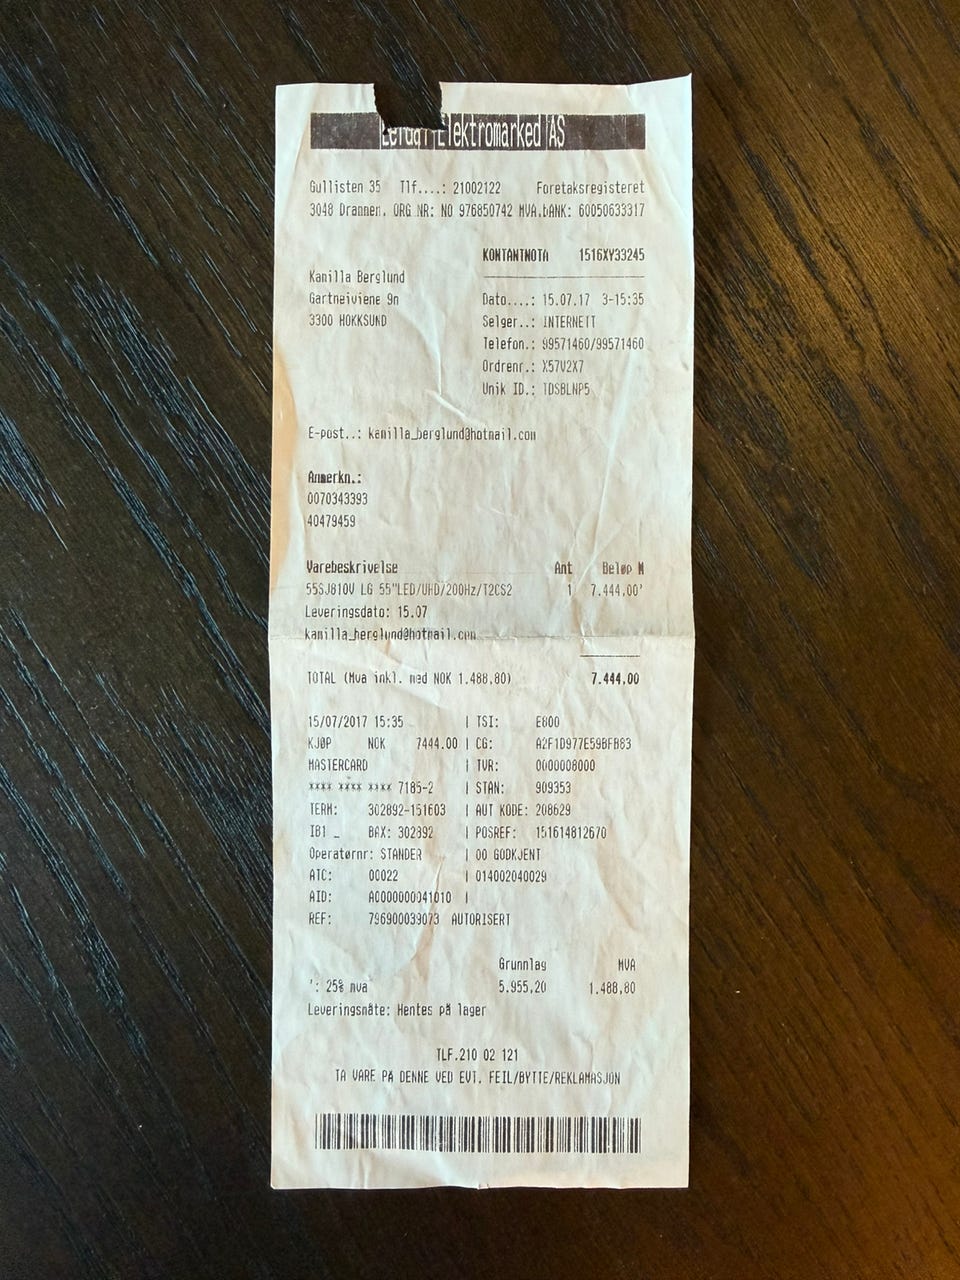 Elektromarked AS
Gullisten 35 Tlf....: 21002122 Foretaksregisteret
3048 Drammen. ORG NR: NO 976850742 MVA.bANK: 60050633317
KONTANTNOTA 1516XY33245
Kamilla Berglund
Gartneiviene 9n
3300 HOKKSUND
Dato....: 15.07.17 3-15:35
Selger..: INTERNETT
Telefon.: 99571460/99571460
Ordrenr.: X57V2X7
Unik ID.: TDSBLNP5
E-post..: kamilla_berglund@hotmail.com
Anmerkn.:
0070343393
40479459
Varebeskrivelse Ant Beløp M
55SJ810V LG 55"LED/UHD/200Hz/T2CS2 1 7.444,00'
Leveringsdato: 15.07
kamilla_berglund@hotmail.com
TOTAL (Mva inkl. med NOK 1.488,80) 7.444,00
15/07/2017 15:35 | TSI: E800
KJØP NOK 7444.00 | CG: A2F1D977E59BFB83
MASTERCARD | TVR: 0000008000
**** **** **** 7185-2 | STAN: 909353
TERM: 302892-151603 | AUT KODE: 208629
IB1 _ BAX: 302892 | POSREF: 151614812670
Operatørnr: STANDER | 00 GODKJENT
ATC: 00022 | 014002040029
AID: A0000000041010 |
REF: 796900039073 AUTORISERT
Grunnlag MVA
': 25% mva 5.955,20 1.488,80
Leveringsmåte: Hentes på lager
TLF.210 02 121
TA VARE PÅ DENNE VED EVT. FEIL/BYTTE/REKLAMASJON